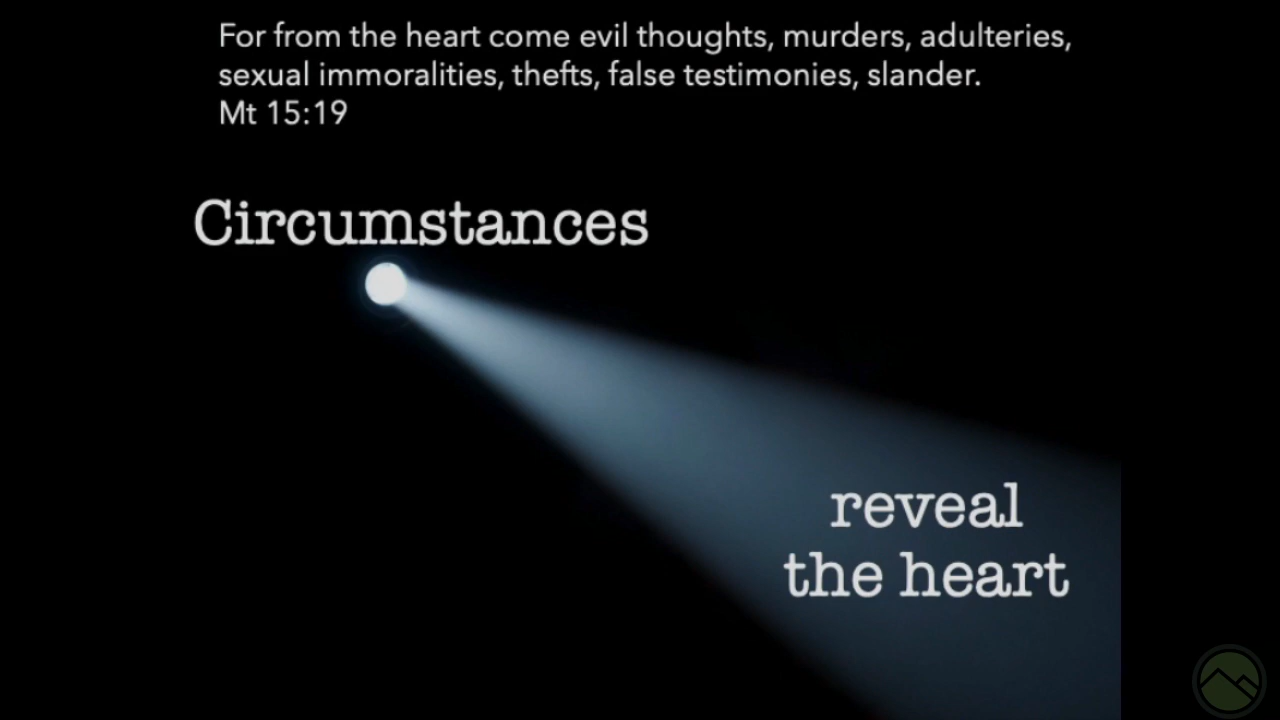 For from the heart come evil thoughts, murders, adulteries,
sexual immoralities, thefts, false testimonies, slander.
Mt 15:19
Circumstances
reveal
the heart